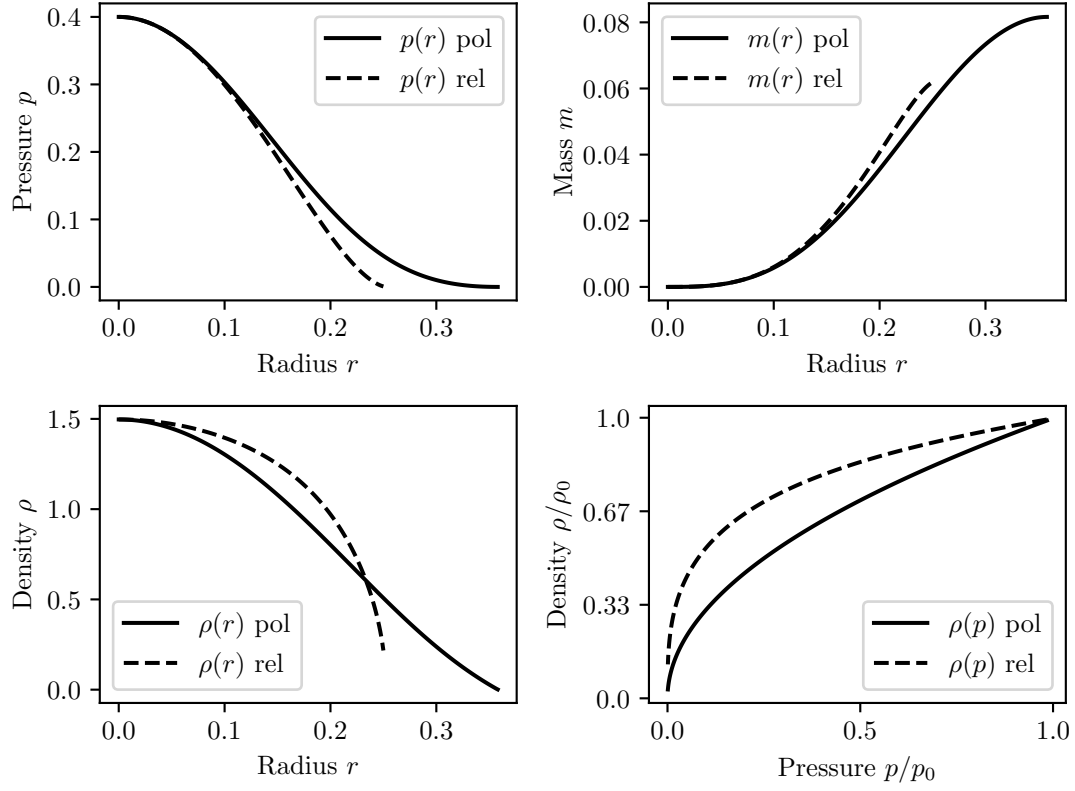 Pressure p
0.4
0.3
0.2
0.1
0.0
p(r) pol
p(r) rel
0.0 0.1 0.2 0.3
Radius r
Mass m
0.08
0.06
0.04
0.02
0.00
m(r) pol
m(r) rel
0.0 0.1 0.2 0.3
Radius r
Density ρ
1.5
1.0
0.5
0.0
ρ(r) pol
ρ(r) rel
0.0 0.1 0.2 0.3
Radius r
Density ρ/ρ₀
1.0
0.67
0.33
0.0
ρ(p) pol
ρ(p) rel
0.0 0.5 1.0
Pressure p/p₀